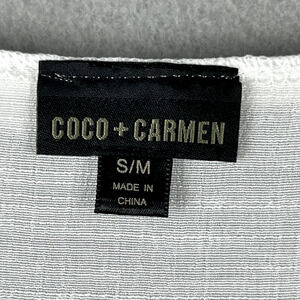 COCO + CARMEN
S/M
MADE IN
CHINA